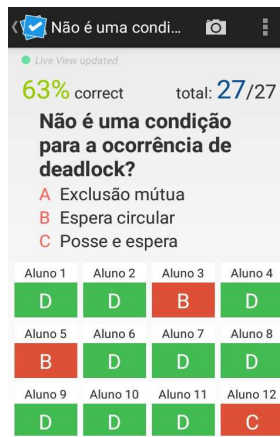 Não é uma condi...
Live View updated
63% correct total: 27/27
Não é uma condição
para a ocorrência de
deadlock?
A Exclusão mútua
B Espera circular
C Posse e espera
Aluno 1 Aluno 2 Aluno 3 Aluno 4
D D B D
Aluno 5 Aluno 6 Aluno 7 Aluno 8
B D D D
Aluno 9 Aluno 10 Aluno 11 Aluno 12
D D D C